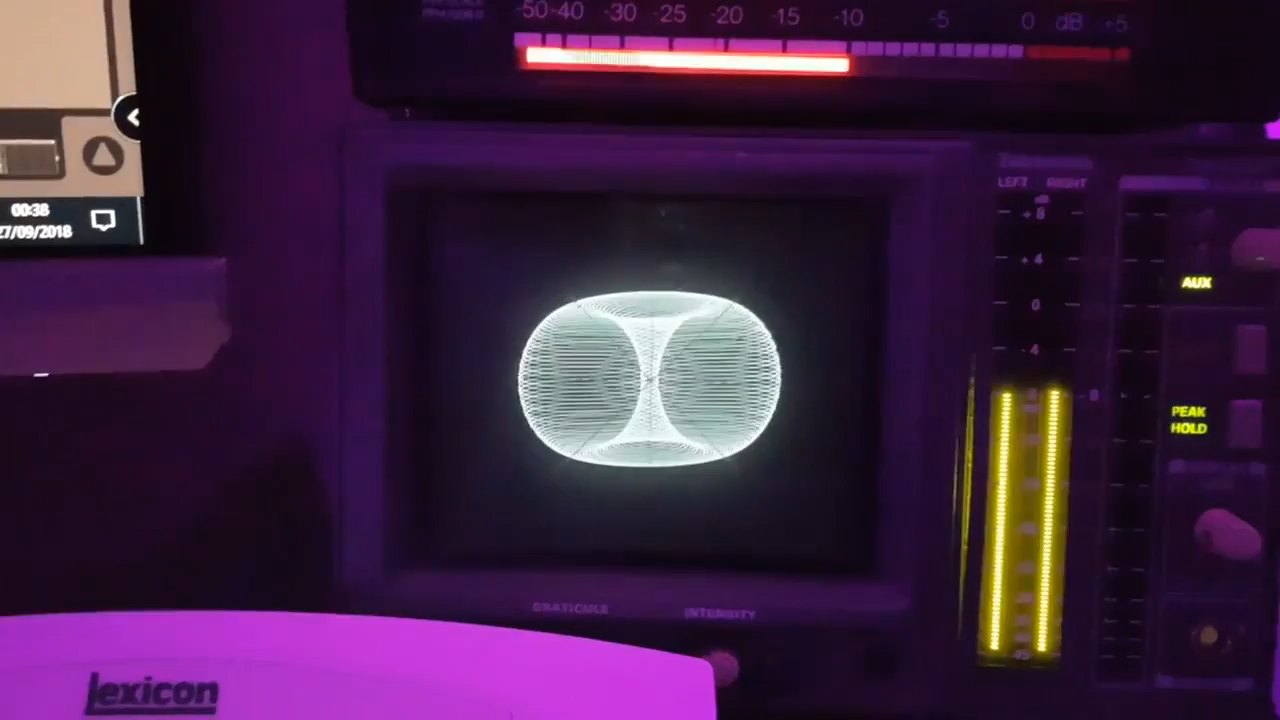 -50 -40 -30 -25 -20 -15 -10 -5 0 dB +5
00:38
27/09/2018
LEFT RIGHT
+8
+4
0
-4
-8
AUX
PEAK
HOLD
GRATICULE INTENSITY
lexicon